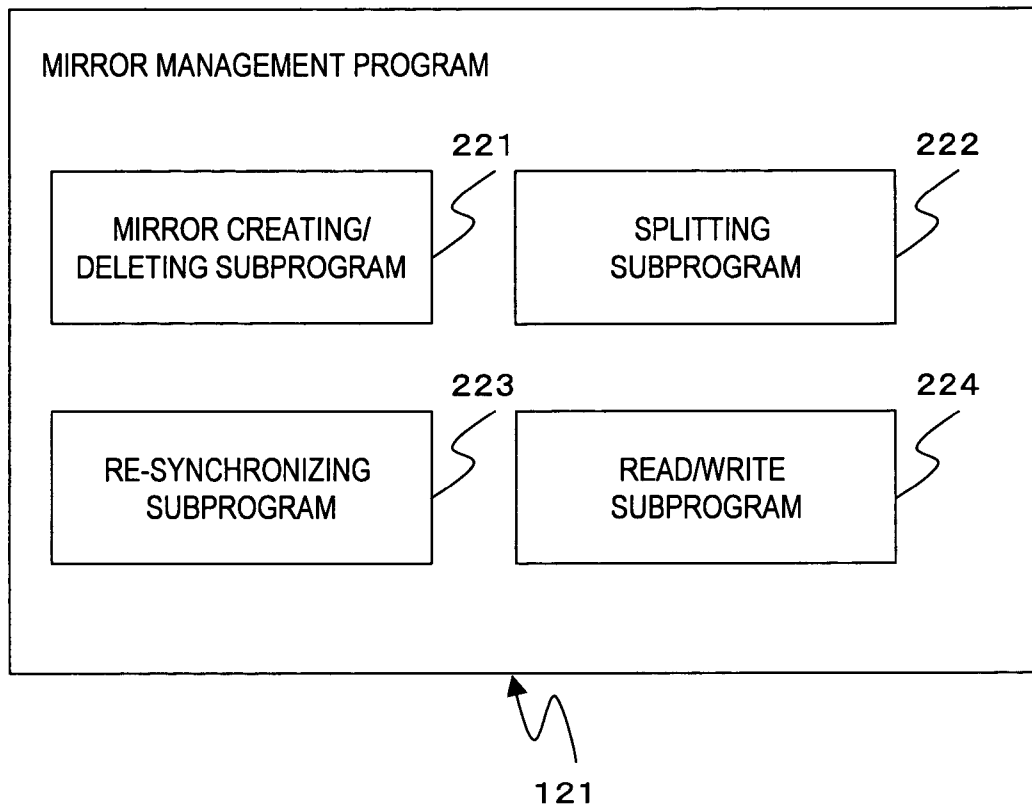 MIRROR MANAGEMENT PROGRAM
221
MIRROR CREATING/
DELETING SUBPROGRAM
222
SPLITTING
SUBPROGRAM
223
RE-SYNCHRONIZING
SUBPROGRAM
224
READ/WRITE
SUBPROGRAM
121